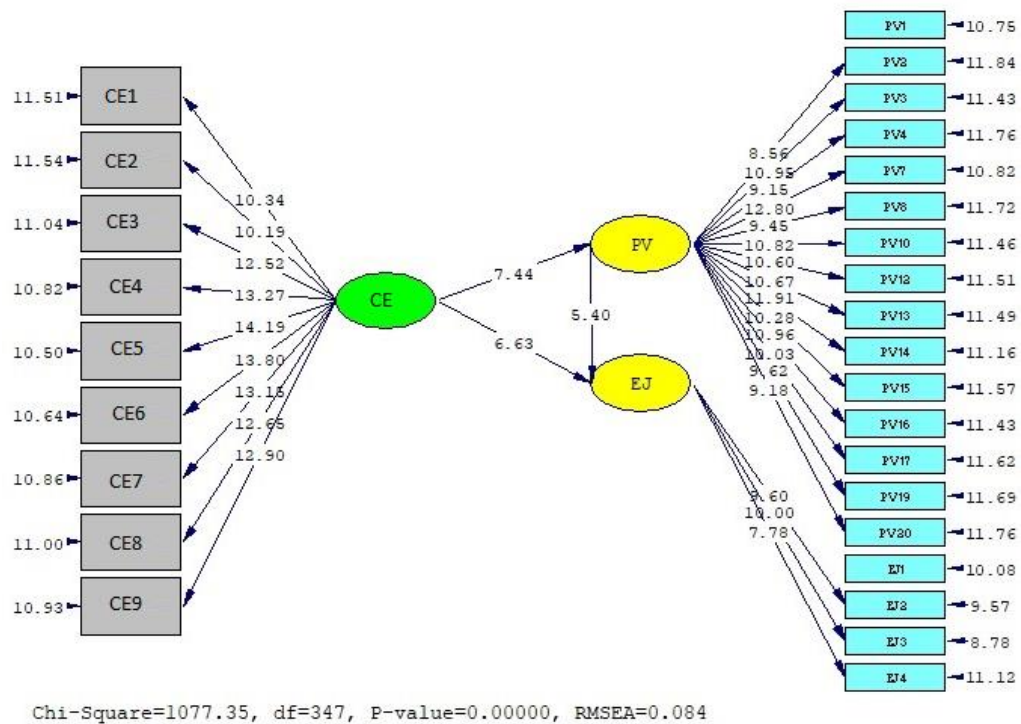 11.51 CE1
11.54 CE2
11.04 CE3
10.82 CE4
10.50 CE5
10.64 CE6
10.86 CE7
11.00 CE8
10.93 CE9
10.34
10.19
12.52
13.27
14.19
13.80
13.15
12.65
12.90
CE
7.44
6.63
PV
5.40
EJ
8.56
10.95
9.15
12.80
9.45
10.82
10.60
10.67
11.91
10.28
10.96
10.03
9.62
9.18
9.60
10.00
7.78
PV1 10.75
PV2 11.84
PV3 11.43
PV4 11.76
PV7 10.82
PV8 11.72
PV10 11.46
PV12 11.51
PV13 11.49
PV14 11.16
PV15 11.57
PV16 11.43
PV17 11.62
PV19 11.69
PV20 11.76
EJ1 10.08
EJ2 9.57
EJ3 8.78
EJ4 11.12
Chi-Square=1077.35, df=347, P-value=0.00000, RMSEA=0.084